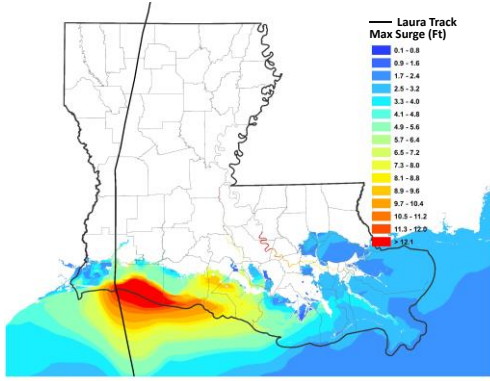 Laura Track
Max Surge (Ft)
0.1 - 0.8
0.9 - 1.6
1.7 - 2.4
2.5 - 3.2
3.3 - 4.0
4.1 - 4.8
4.9 - 5.6
5.7 - 6.4
6.5 - 7.2
7.3 - 8.0
8.1 - 8.8
8.9 - 9.6
9.7 - 10.4
10.5 - 11.2
11.3 - 12.0
> 12.1